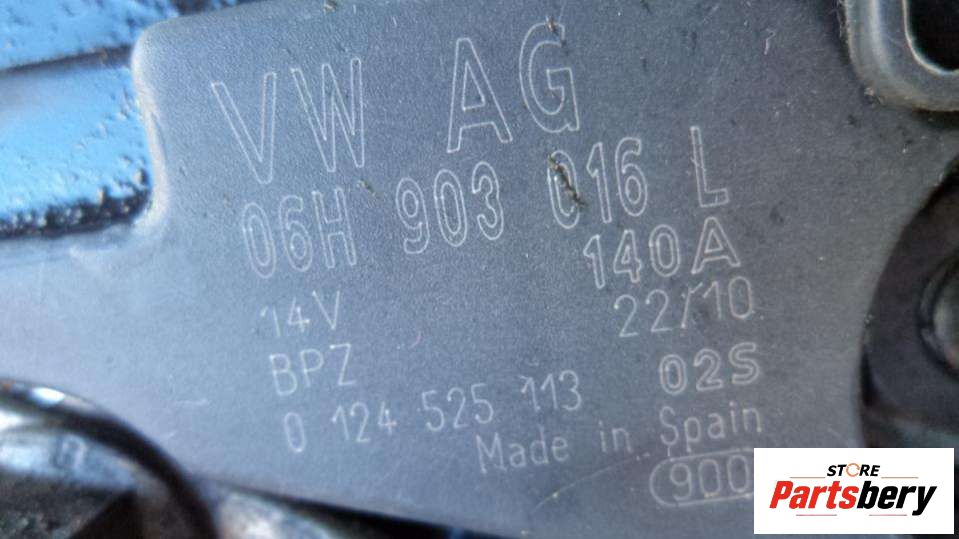 VW AG
06H 903 016 L
140A
14V 22/10
BPZ 02S
0 124 525 113
Made in Spain
900
STORE
Partsbery